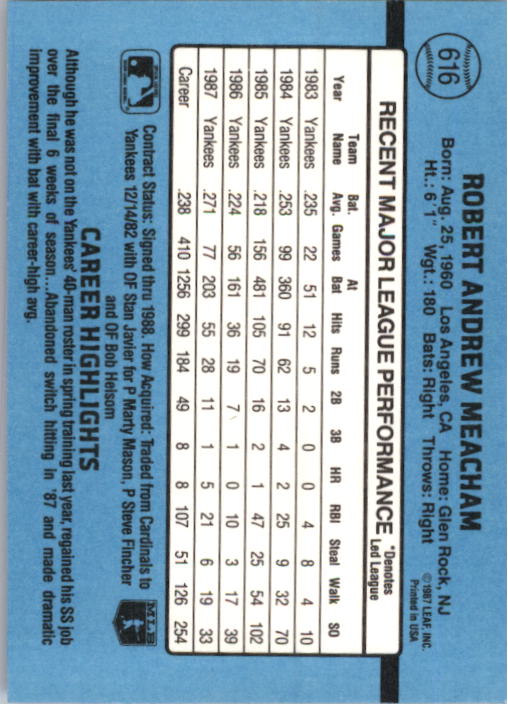 616
ROBERT ANDREW MEACHAM
Born: Aug. 25, 1960 Los Angeles, CA Home: Glen Rock, NJ
Ht.: 6'1" Wgt.: 180 Bats: Right Throws: Right
©1987 LEAF, INC.
Printed in USA
RECENT MAJOR LEAGUE PERFORMANCE *Denotes Led League
Year Team Name Bat. Avg. Games At Bat Hits Runs 2B 3B HR RBI Steal Walk SO
1983 Yankees .235 22 51 12 5 2 0 0 4 8 4 10
1984 Yankees .253 99 360 91 62 13 4 2 25 9 32 70
1985 Yankees .218 156 481 105 70 16 2 1 47 25 54 102
1986 Yankees .224 56 161 36 19 7 1 0 10 3 17 39
1987 Yankees .271 77 203 55 28 11 1 5 21 6 19 33
Career .238 410 1256 299 184 49 8 8 107 51 126 254
Contract Status: Signed thru 1988. How Acquired: Traded from Cardinals to
Yankees 12/14/82 with OF Stan Javier for P Marty Mason, P Steve Fincher
and OF Bob Helsom
MLB
CAREER HIGHLIGHTS
Although he was not on the Yankees' 40-man roster in spring training last year, regained his SS job
over the final 6 weeks of season...Abandoned switch hitting in '87 and made dramatic
improvement with bat with career-high avg.